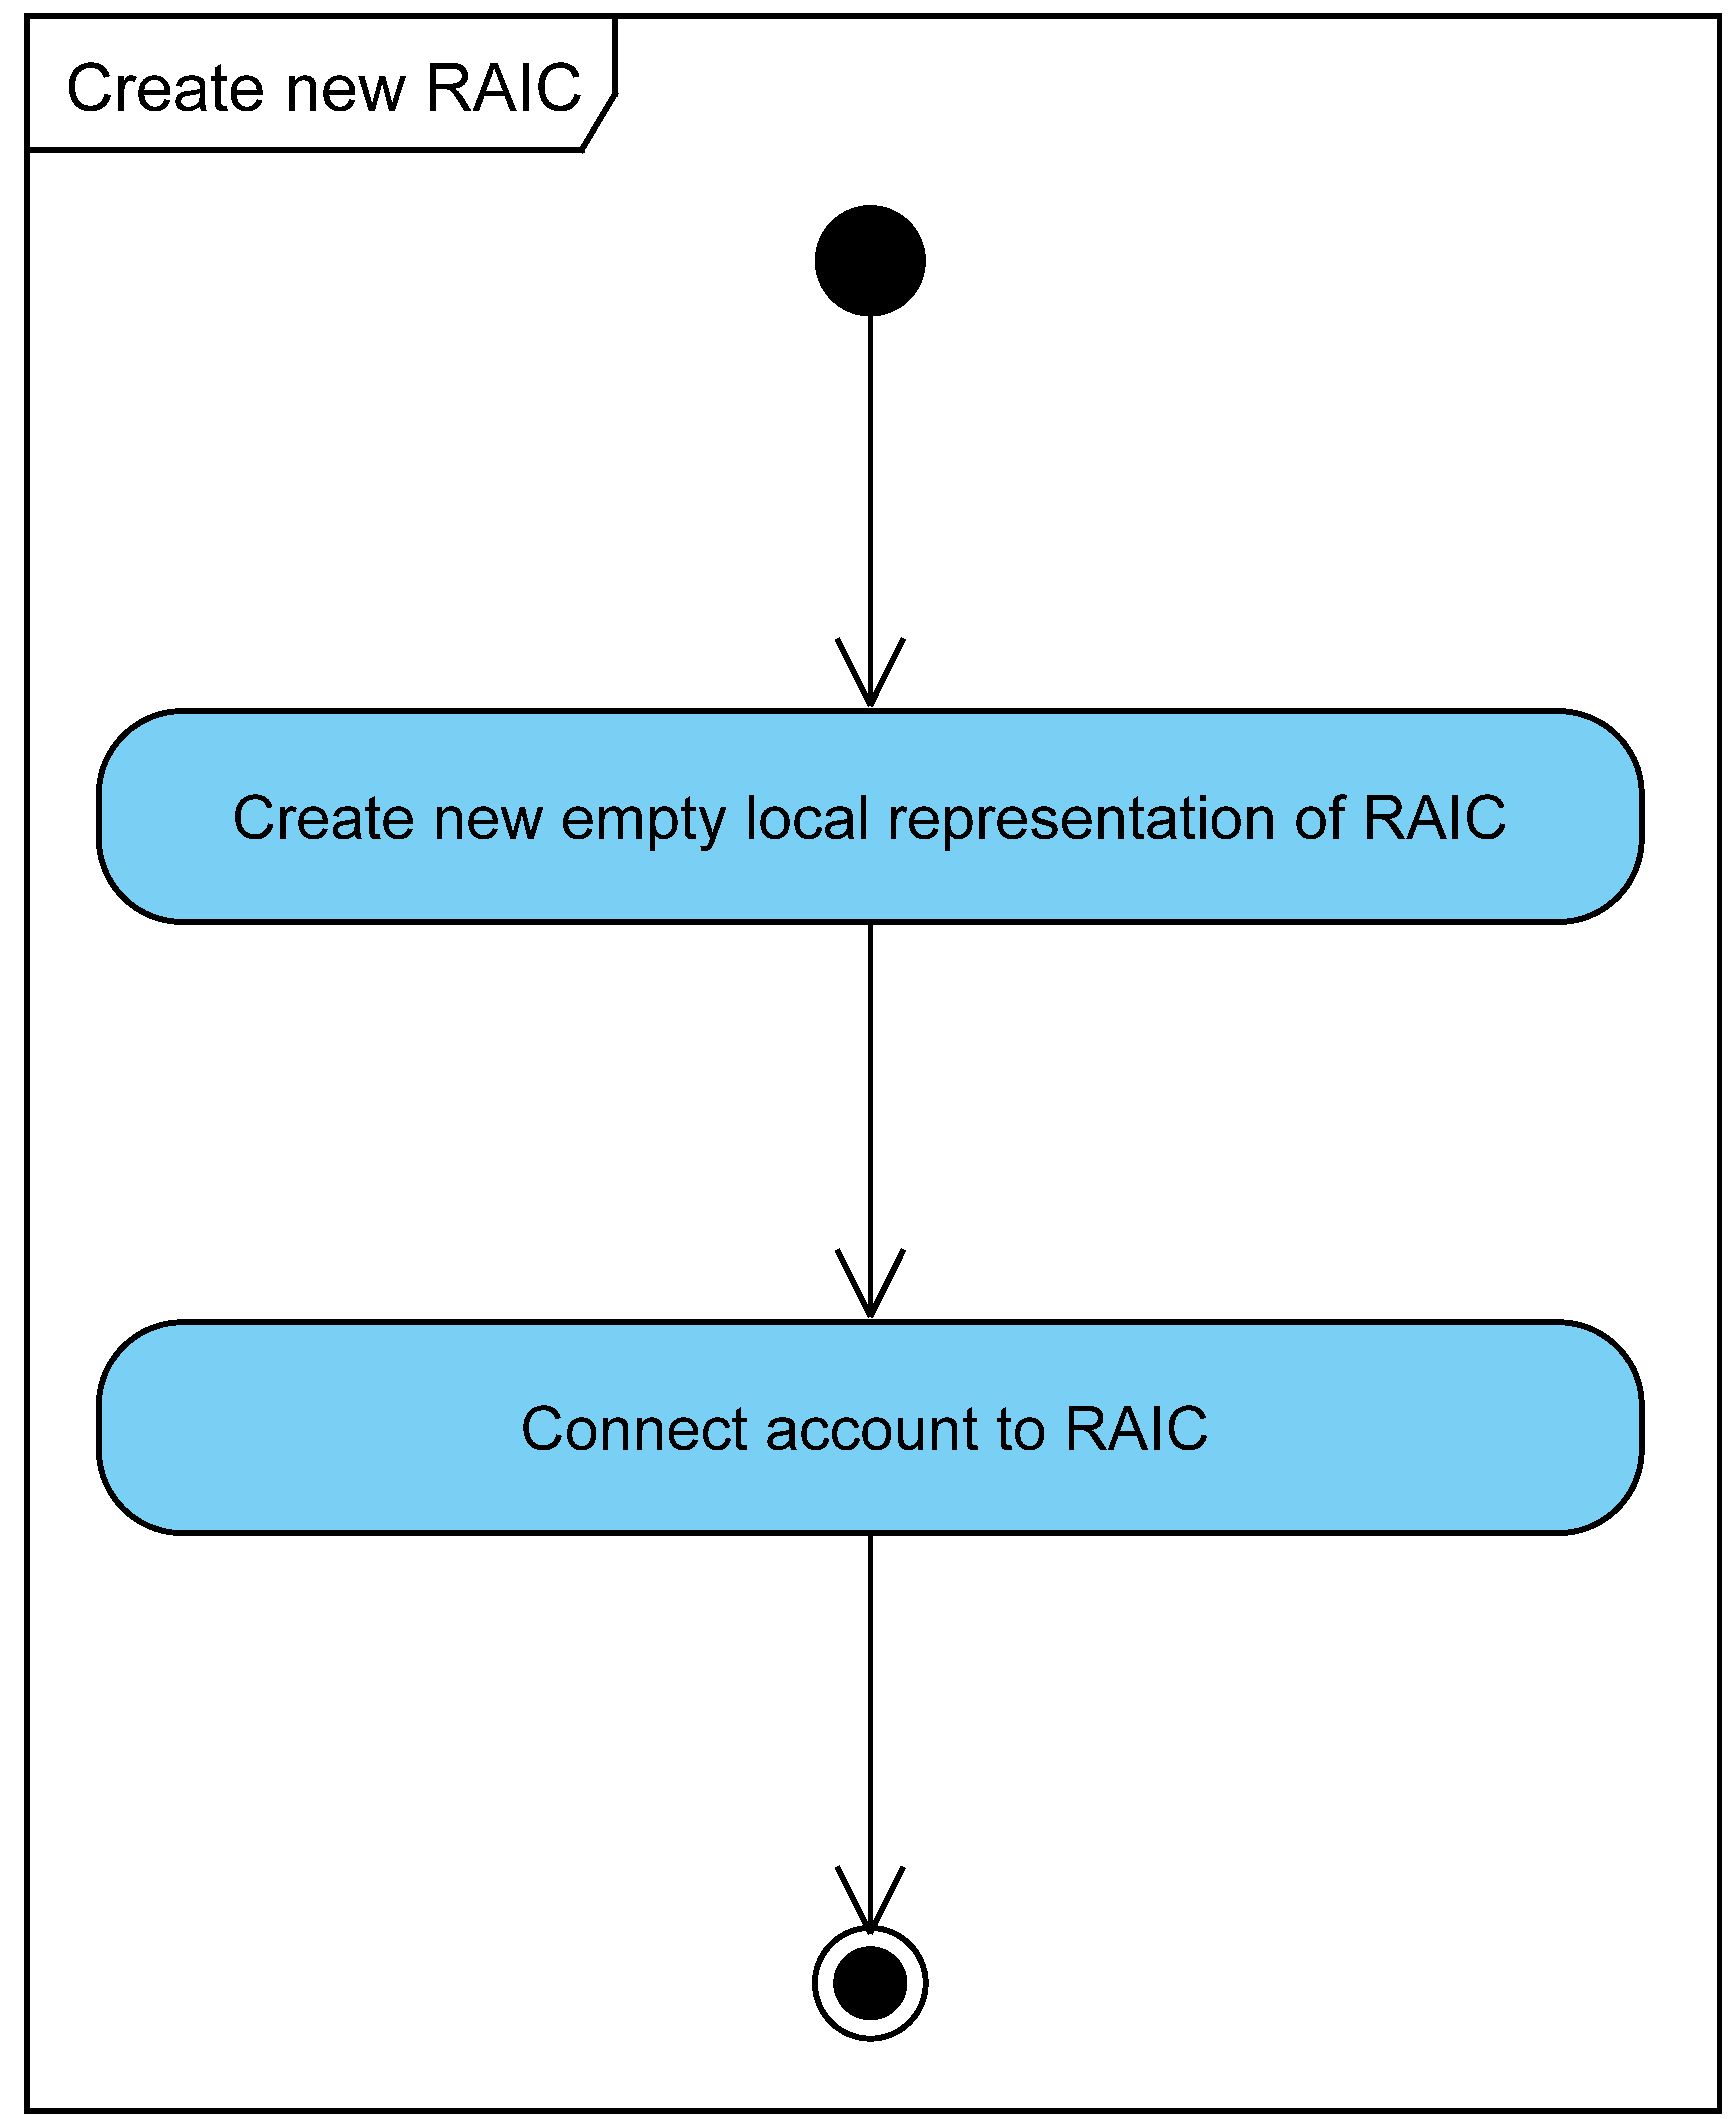 Create new RAIC
Create new empty local representation of RAIC
Connect account to RAIC